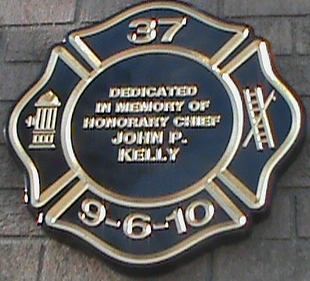 37
DEDICATED
IN MEMORY OF
HONORARY CHIEF
JOHN P.
KELLY
9-6-10